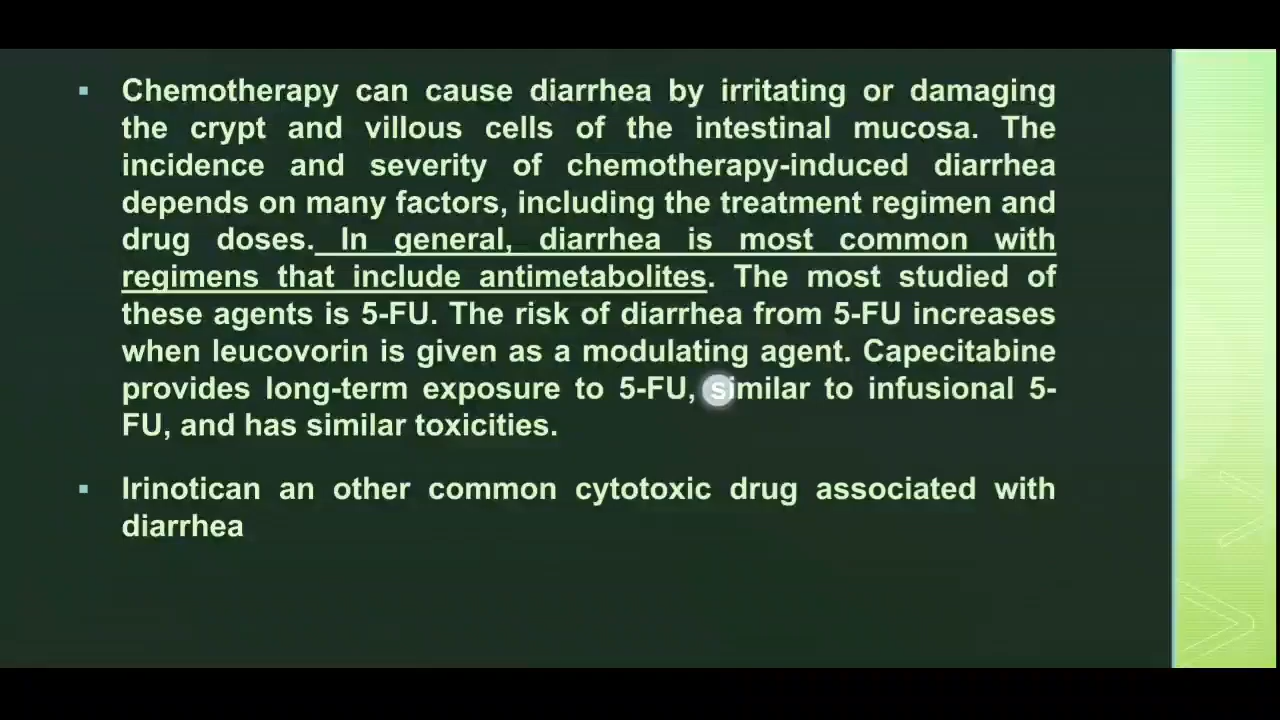 ▪ Chemotherapy can cause diarrhea by irritating or damaging
the crypt and villous cells of the intestinal mucosa. The
incidence and severity of chemotherapy-induced diarrhea
depends on many factors, including the treatment regimen and
drug doses. In general, diarrhea is most common with
regimens that include antimetabolites. The most studied of
these agents is 5-FU. The risk of diarrhea from 5-FU increases
when leucovorin is given as a modulating agent. Capecitabine
provides long-term exposure to 5-FU, similar to infusional 5-
FU, and has similar toxicities.
▪ Irinotican an other common cytotoxic drug associated with
diarrhea